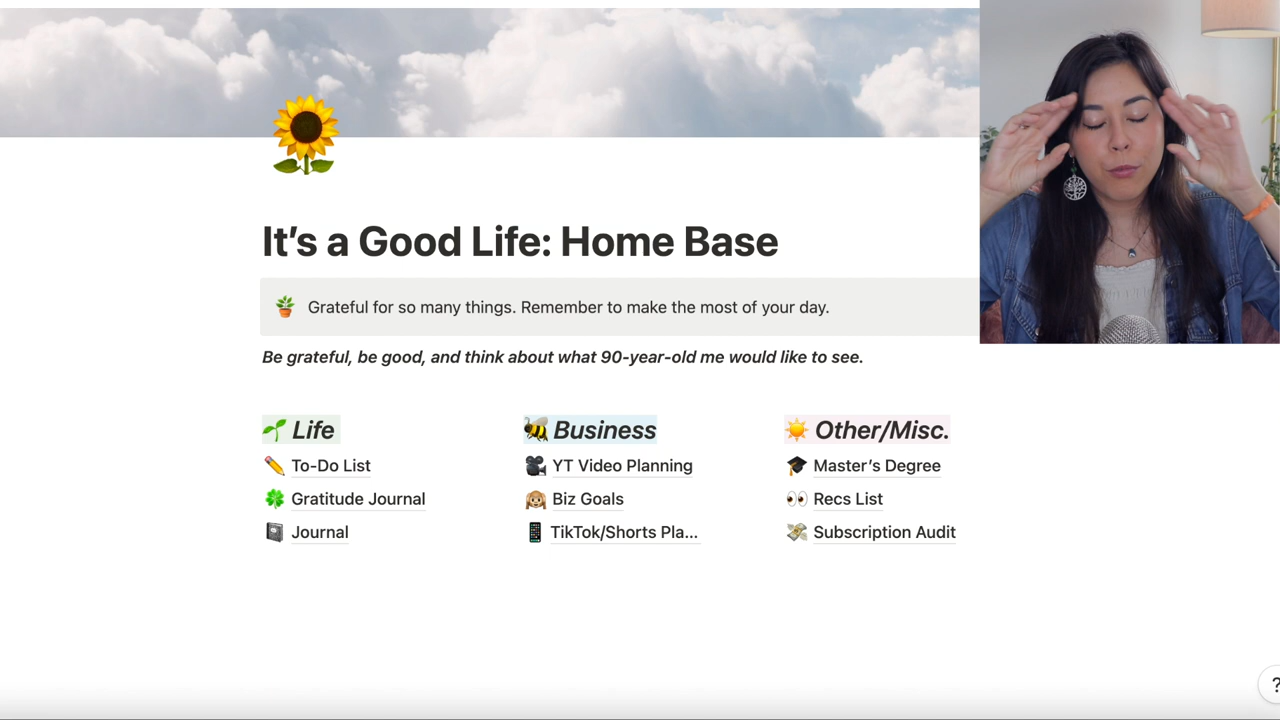 It's a Good Life: Home Base
Grateful for so many things. Remember to make the most of your day.
Be grateful, be good, and think about what 90-year-old me would like to see.
Life
To-Do List
Gratitude Journal
Journal
Business
YT Video Planning
Biz Goals
TikTok/Shorts Pla...
Other/Misc.
Master's Degree
Recs List
Subscription Audit
?